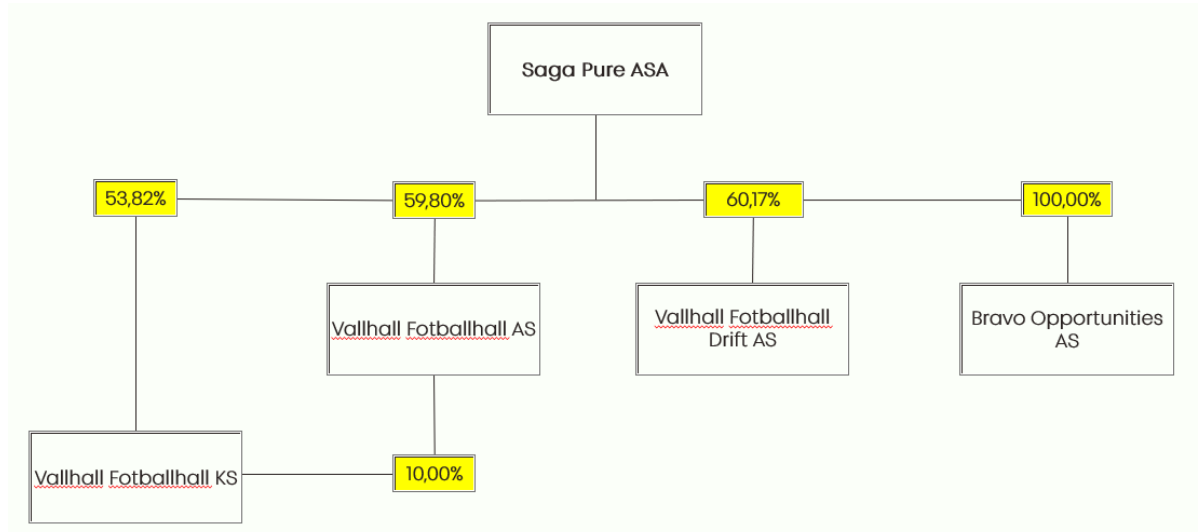 Saga Pure ASA
53,82%
59,80%
60,17%
100,00%
Vallhall Fotballhall AS
Vallhall Fotballhall
Drift AS
Bravo Opportunities
AS
Vallhall Fotballhall KS
10,00%